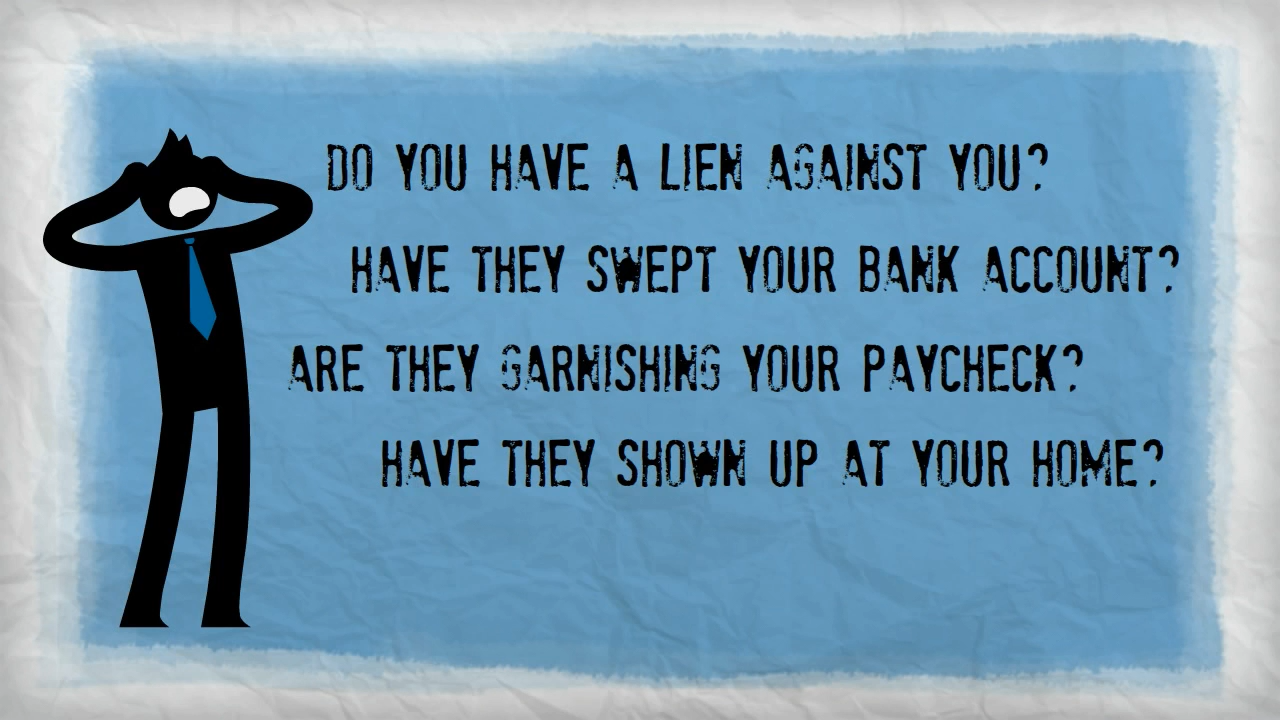 DO YOU HAVE A LIEN AGAINST YOU?
HAVE THEY SWEPT YOUR BANK ACCOUNT?
ARE THEY GARNISHING YOUR PAYCHECK?
HAVE THEY SHOWN UP AT YOUR HOME?